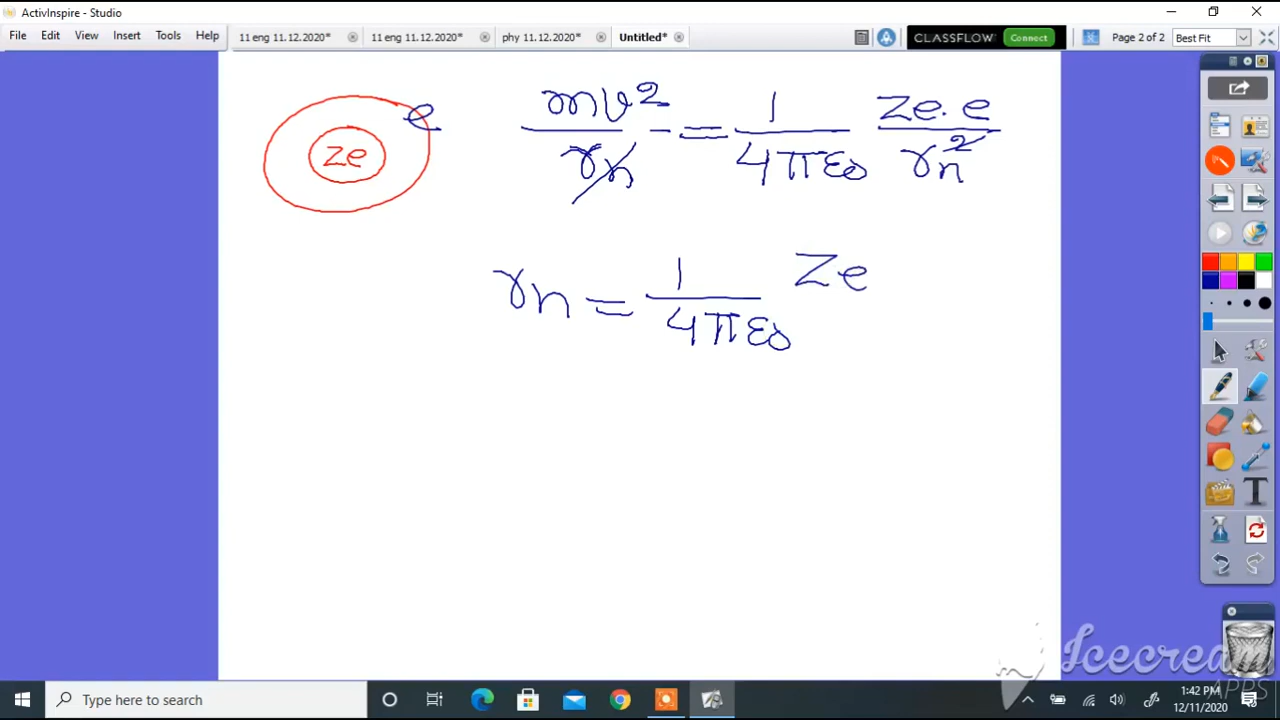 ActivInspire - Studio
File Edit View Insert Tools Help 11 eng 11.12.2020* 11 eng 11.12.2020* phy 11.12.2020* Untitled* CLASSFLOW Connect Page 2 of 2 Best Fit
e
ze
mv² / rn = 1 / 4πε₀ ze.e / rn²
rn = 1 / 4πε₀ Ze
Icecream
APPS
Type here to search
1:42 PM
12/11/2020